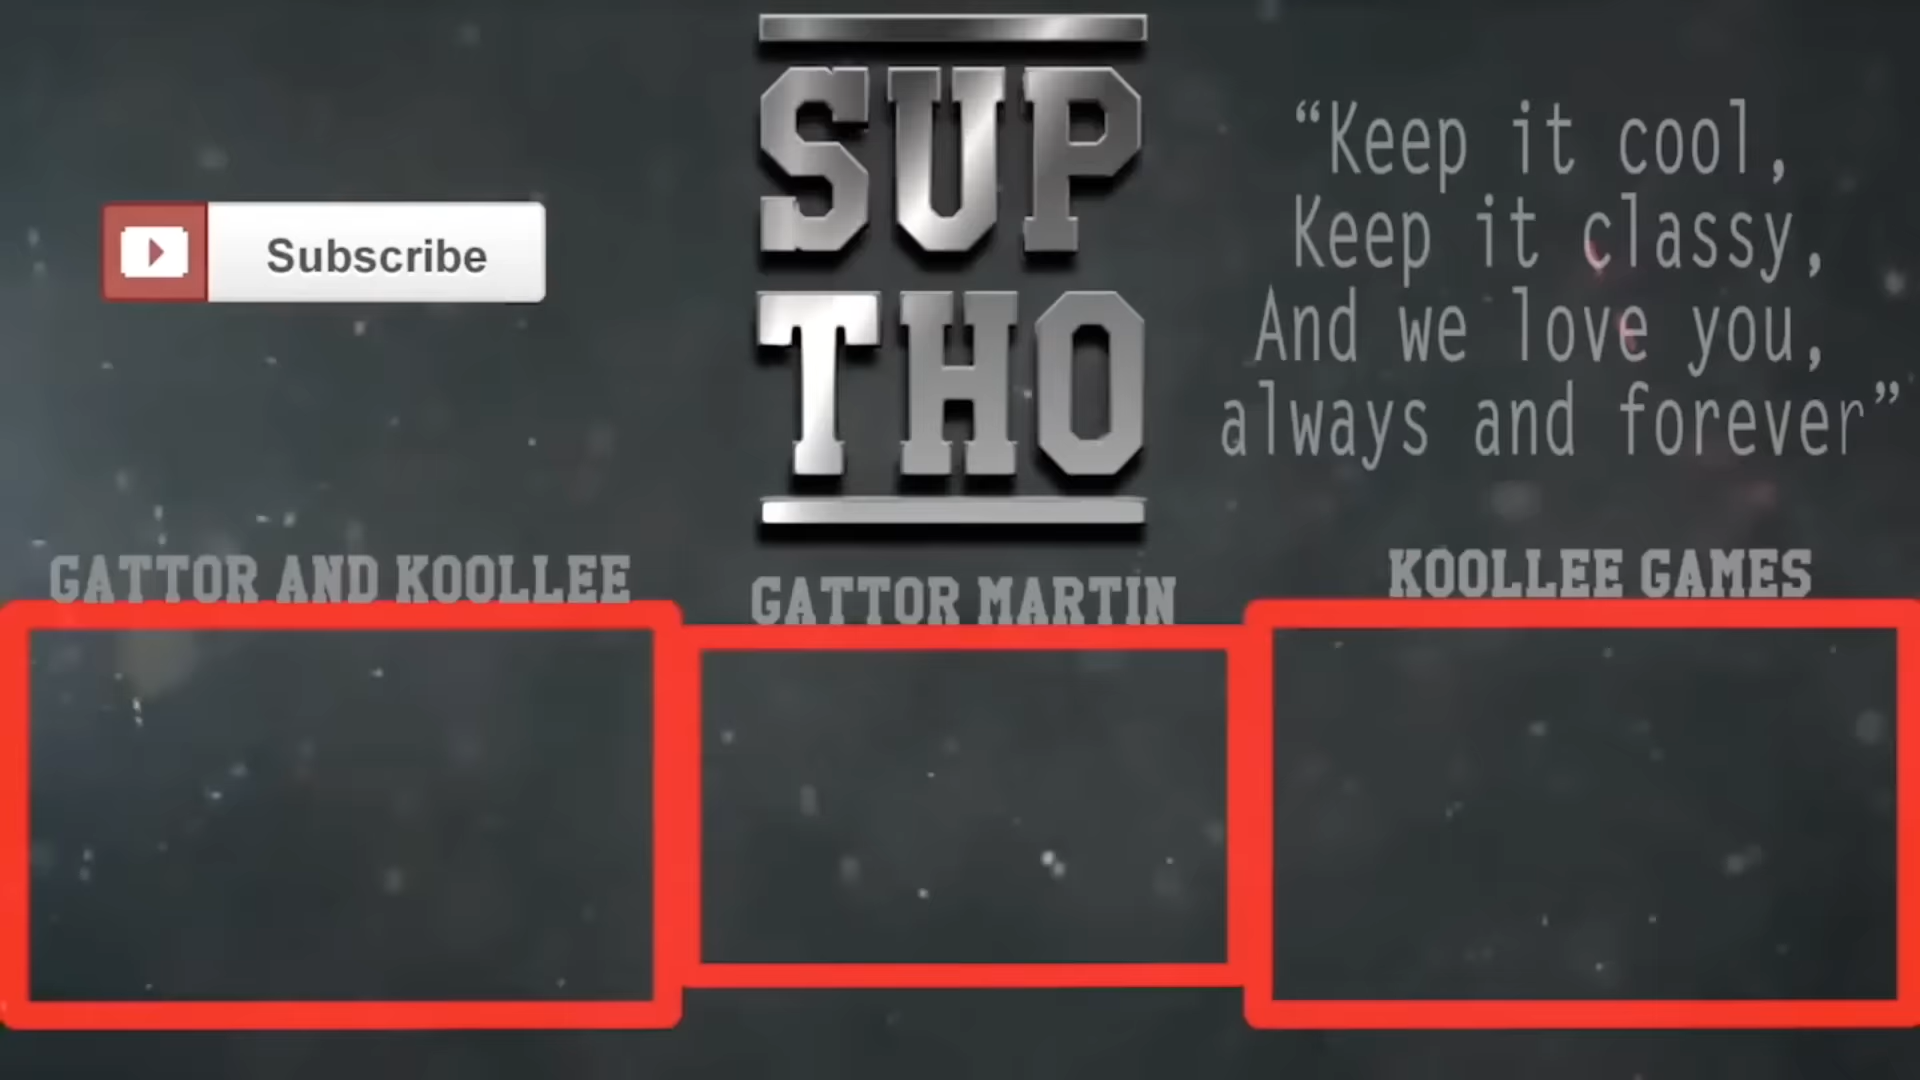 SUP
THO
Subscribe
“Keep it cool,
Keep it classy,
And we love you,
always and forever”
GATTOR AND KOOLLEE
GATTOR MARTIN
KOOLLEE GAMES